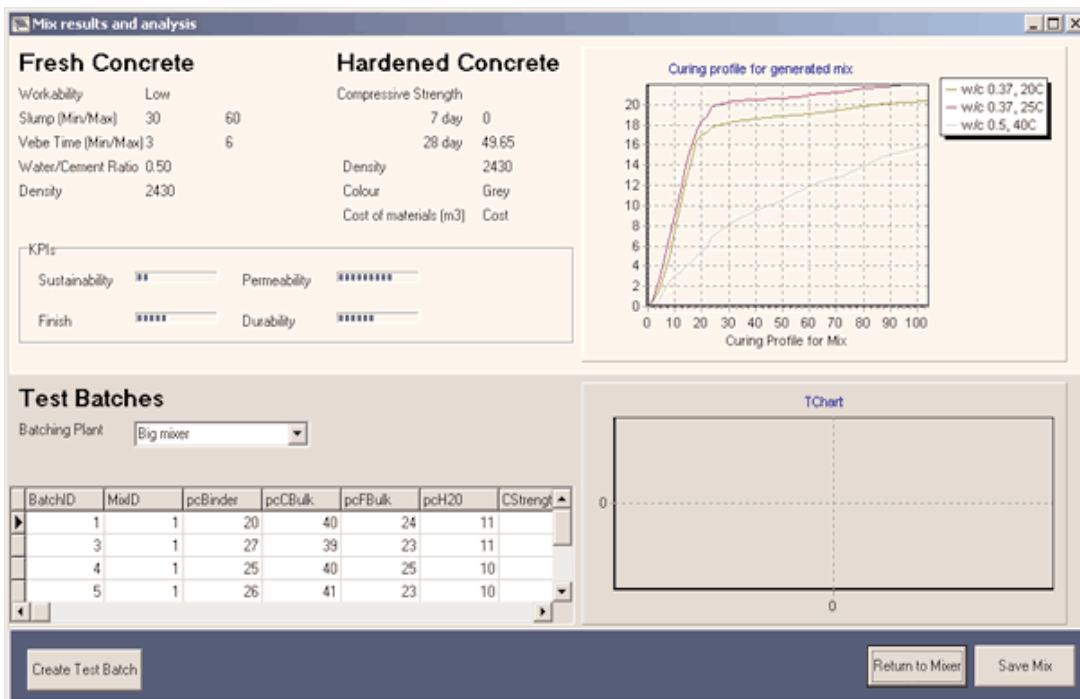 Mix results and analysis
Fresh Concrete
Workability Low
Slump (Min/Max) 30 60
Vebe Time (Min/Max) 3 6
Water/Cement Ratio 0.50
Density 2430
Hardened Concrete
Compressive Strength
7 day 0
28 day 49.65
Density 2430
Colour Grey
Cost of materials (m3) Cost
KPIs
Sustainability
Permeability
Finish
Durability
Curing profile for generated mix
w/c 0.37, 20C
w/c 0.37, 25C
w/c 0.5, 40C
20
18
16
14
12
10
8
6
4
2
0
0 10 20 30 40 50 60 70 80 90 100
Curing Profile for Mix
Test Batches
Batching Plant Big mixer
BatchID MixID pcBinder pcCBulk pcFBulk pcH20 CStrengt
1 1 20 40 24 11
3 1 27 39 23 11
4 1 25 40 25 10
5 1 26 41 23 10
TChart
0
0
Create Test Batch
Return to Mixer
Save Mix